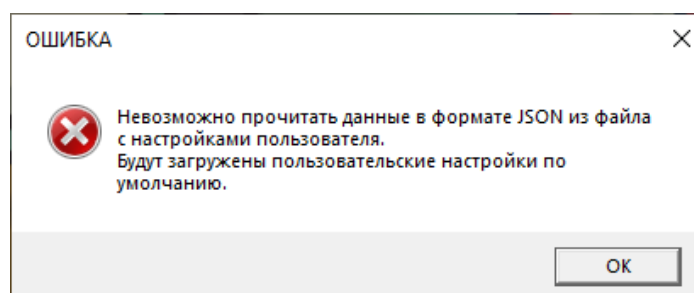 ОШИБКА
Невозможно прочитать данные в формате JSON из файла
с настройками пользователя.
Будут загружены пользовательские настройки по
умолчанию.
OK